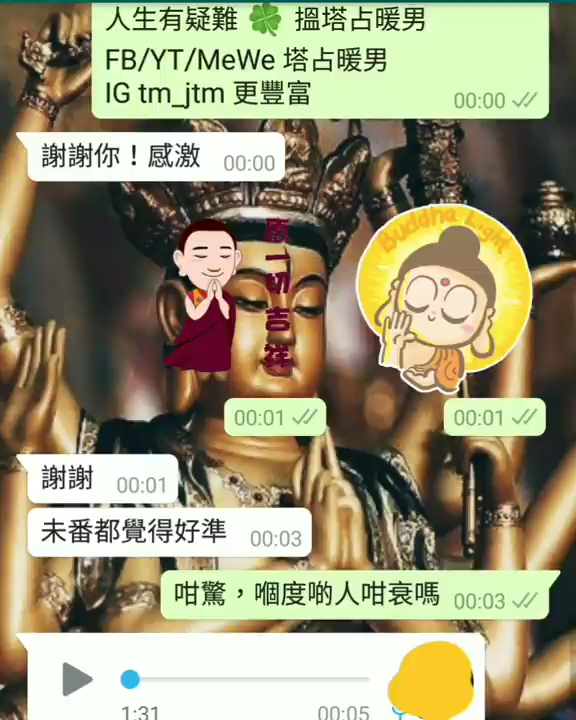 人生有疑難 🍀 搵塔占暖男
FB/YT/MeWe 塔占暖男
IG tm_jtm 更豐富
00:00
謝謝你！感激
00:00
願一切吉祥
Buddha Light
00:01
00:01
謝謝
00:01
未番都覺得好準
00:03
咁驚，嗰度啲人咁衰嗎
00:03
1:31
00:05